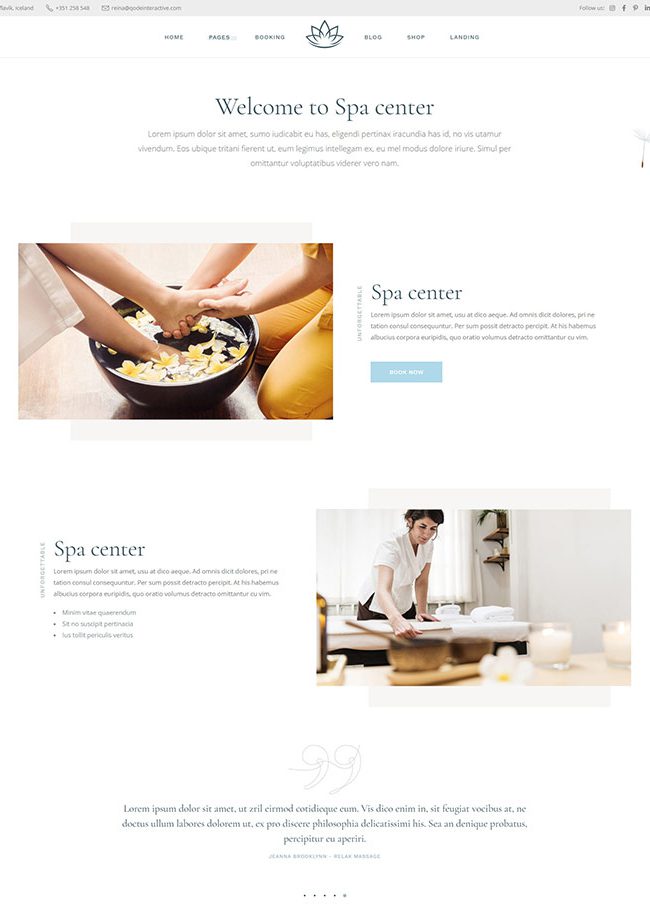 flavik, Iceland +351 258 548 reina@qodeinteractive.com Follow us:
HOME PAGES BOOKING BLOG SHOP LANDING
Welcome to Spa center
Lorem ipsum dolor sit amet, sumo iudicabit eu has, eligendi pertinax iracundia has id, no vis utamur
vivendum. Eos ubique tritani fierent ut, eum legimus intellegam ex, eu mel modus dolore iriure. Simul per
omittantur voluptatibus viderer vero nam.
UNFORGETTABLE
Spa center
Lorem ipsum dolor sit amet, usu at dico aeque. Ad omnis dicit dolores, pri ne
tation consul consequuntur. Per sum possit detracto percipit. At his habemus
albucius corpora euripidis, quo oratio volumus detracto omittantur cu vim.
BOOK NOW
UNFORGETTABLE
Spa center
Lorem ipsum dolor sit amet, usu at dico aeque. Ad omnis dicit dolores, pri ne
tation consul consequuntur. Per sum possit detracto percipit. At his habemus
albucius corpora euripidis, quo oratio volumus detracto omittantur cu vim.
• Minim vitae quaerendum
• Sit no suscipit pertinacia
• Ius tollit periculis veritus
Lorem ipsum dolor sit amet, ut zril eirmod cotidieque eum. Vis dico enim in, sit feugiat vocibus at, ne
doctus ullum labores dolorem ut, ex pro discere philosophia delicatissimi his. Sea an denique probatus,
percipitur eu aperiri.
JEANNA BROOKLYNN - RELAX MASSAGE